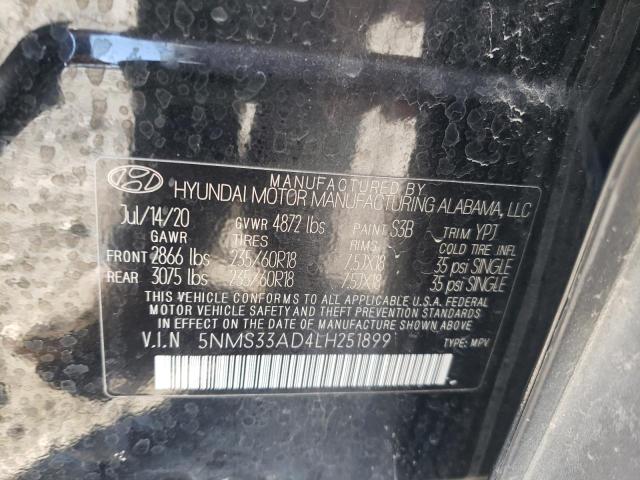 MANUFACTURED BY
HYUNDAI MOTOR MANUFACTURING ALABAMA, LLC
Jul/14/20 GVWR 4872 lbs PAINT S3B TRIM YPJ
GAWR TIRES RIMS COLD TIRE INFL
FRONT 2866 lbs 235/60R18 7.5JX18 35 psi SINGLE
REAR 3075 lbs 235/60R18 7.5JX18 35 psi SINGLE
THIS VEHICLE CONFORMS TO ALL APPLICABLE U.S.A. FEDERAL
MOTOR VEHICLE SAFETY AND THEFT PREVENTION STANDARDS
IN EFFECT ON THE DATE OF MANUFACTURE SHOWN ABOVE.
V.I.N 5NMS33AD4LH251899 TYPE: MPV